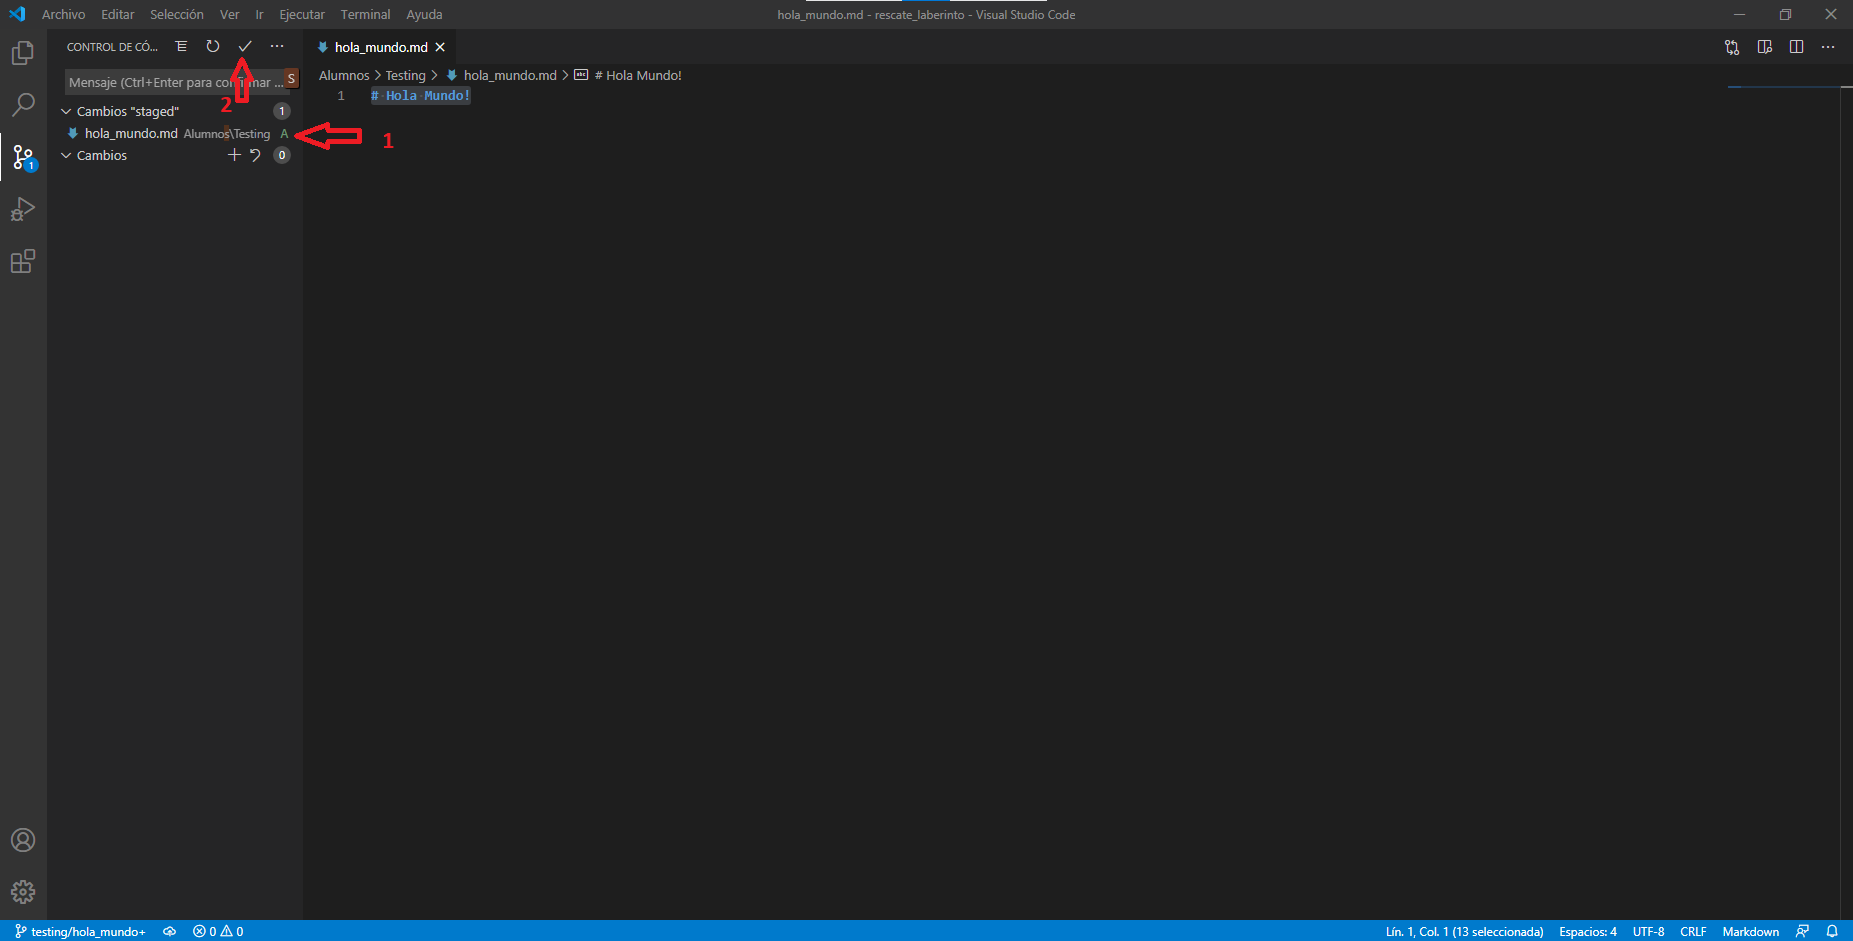 Archivo Editar Selección Ver Ir Ejecutar Terminal Ayuda
hola_mundo.md - rescate_laberinto - Visual Studio Code
CONTROL DE CÓ...
hola_mundo.md
Mensaje (Ctrl+Enter para confirmar ...
S
2
Cambios "staged" 1
hola_mundo.md Alumnos\Testing A
1
Cambios 0
1
Alumnos > Testing > hola_mundo.md > abc # Hola Mundo!
1 # Hola Mundo!
testing/hola_mundo+ 0 0
Lín. 1, Col. 1 (13 seleccionada) Espacios: 4 UTF-8 CRLF Markdown